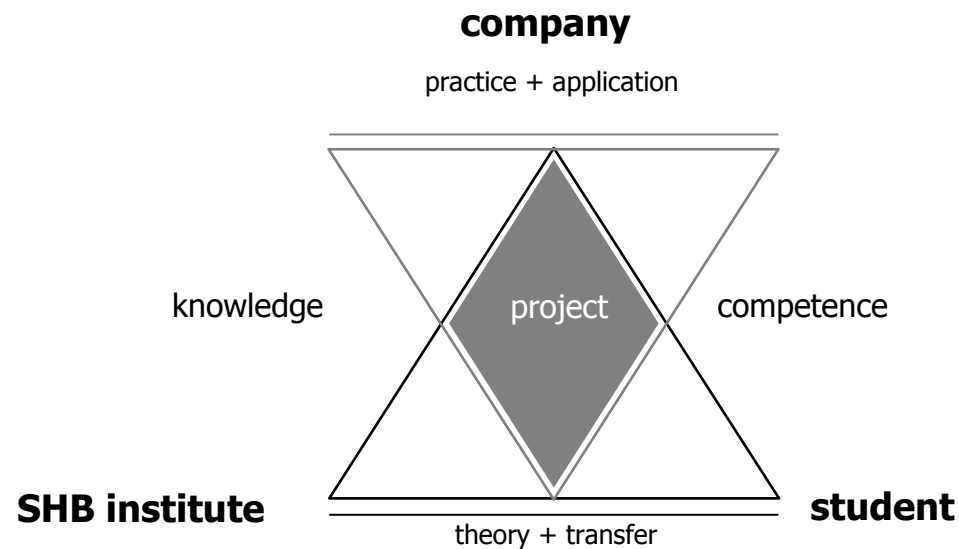 company
practice + application
knowledge
project
competence
SHB institute
student
theory + transfer